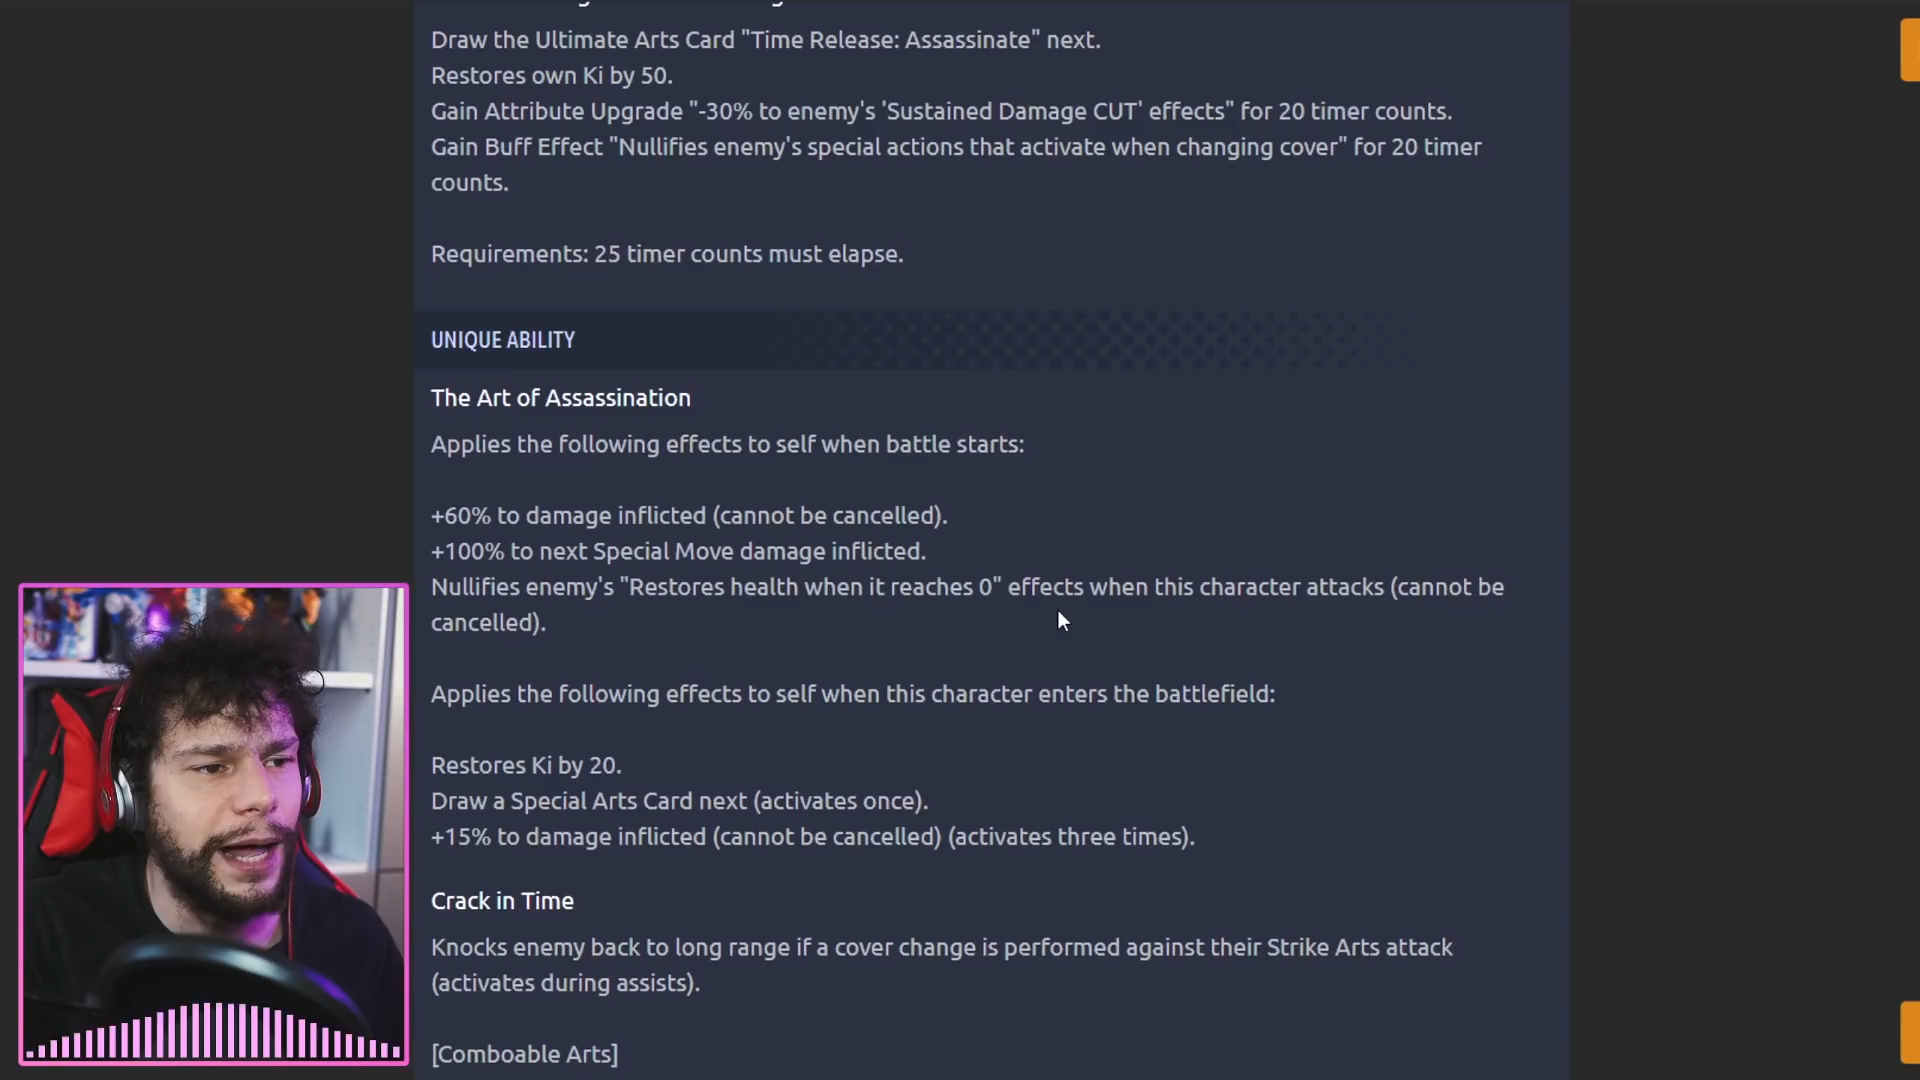 Draw the Ultimate Arts Card "Time Release: Assassinate" next.
Restores own Ki by 50.
Gain Attribute Upgrade "-30% to enemy's 'Sustained Damage CUT' effects" for 20 timer counts.
Gain Buff Effect "Nullifies enemy's special actions that activate when changing cover" for 20 timer
counts.
Requirements: 25 timer counts must elapse.
UNIQUE ABILITY
The Art of Assassination
Applies the following effects to self when battle starts:
+60% to damage inflicted (cannot be cancelled).
+100% to next Special Move damage inflicted.
Nullifies enemy's "Restores health when it reaches 0" effects when this character attacks (cannot be
cancelled).
Applies the following effects to self when this character enters the battlefield:
Restores Ki by 20.
Draw a Special Arts Card next (activates once).
+15% to damage inflicted (cannot be cancelled) (activates three times).
Crack in Time
Knocks enemy back to long range if a cover change is performed against their Strike Arts attack
(activates during assists).
[Comboable Arts]